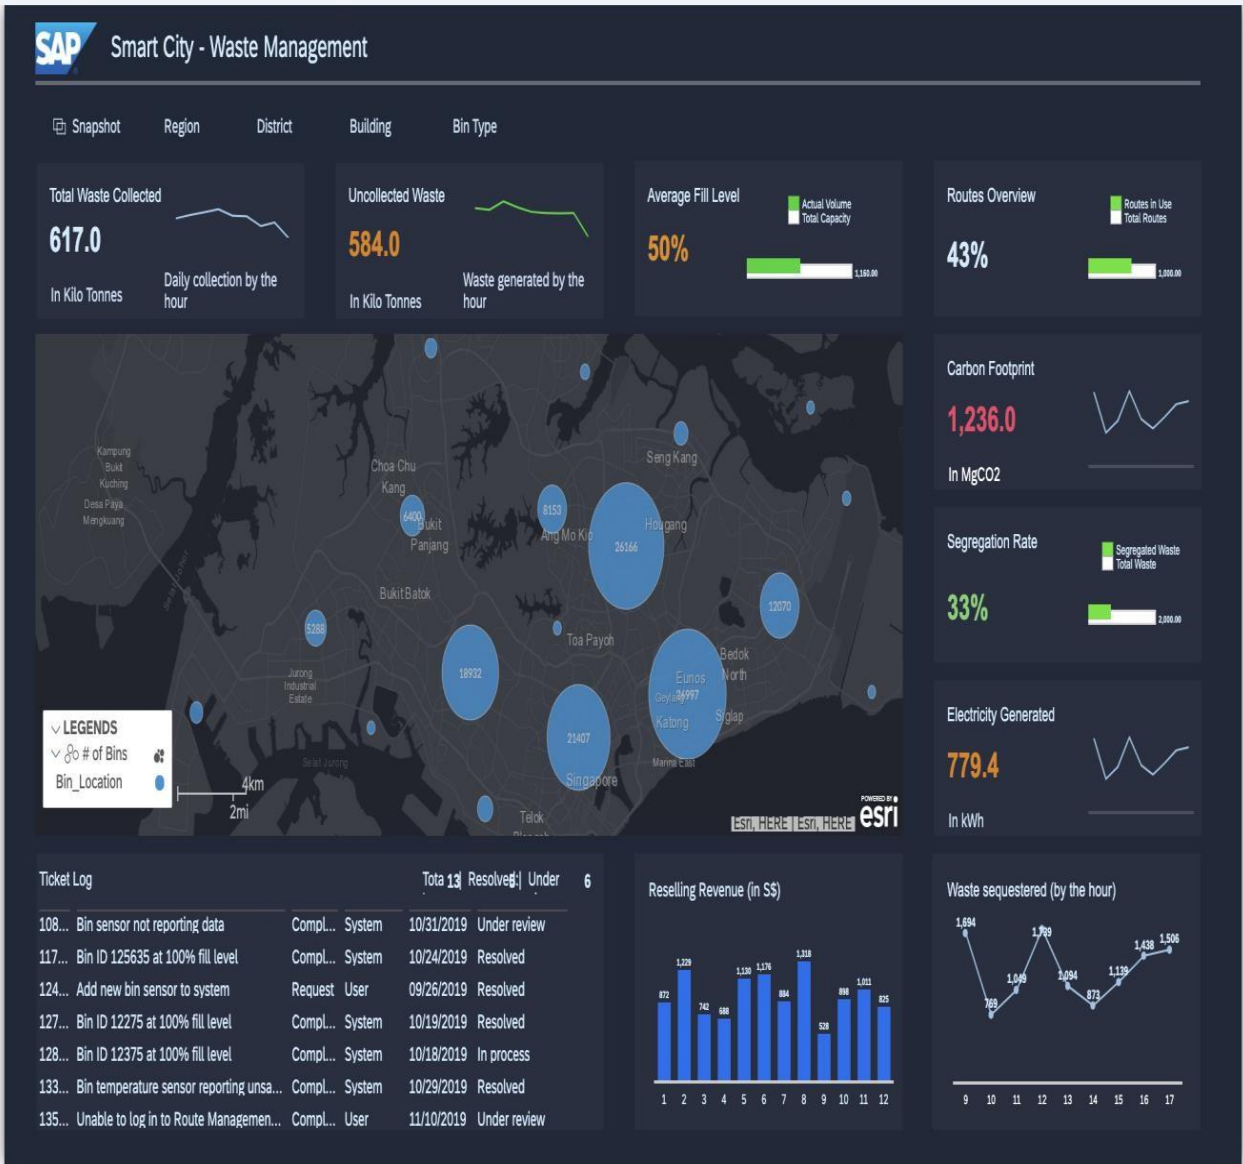 SAP
Smart City - Waste Management
Snapshot Region District Building Bin Type
Total Waste Collected
617.0
In Kilo Tonnes
Daily collection by the
hour
Uncollected Waste
584.0
In Kilo Tonnes
Waste generated by the
hour
Average Fill Level
50%
Actual Volume
Total Capacity
1,160.00
Routes Overview
43%
Routes in Use
Total Routes
1,000.00
Kampung
Bukit
Kuching
Desa Paya
Mengkuang
Choa Chu
Kang
6400
Bukit
Panjang
Bukit Batok
5288
Jurong
Industrial
Estate
Selat Johor
Selat Jurong
8153
Ang Mo Kio
Seng Kang
Hougang
26166
12070
Toa Payoh
18932
21407
Singapore
Telok
Bedok
North
Eunos
Geylang
Katong
Siglap
Marina East
LEGENDS
# of Bins
Bin_Location
4km
2mi
Esri, HERE | Esri, HERE
POWERED BY
esri
Carbon Footprint
1,236.0
In MgCO2
Segregation Rate
33%
Segregated Waste
Total Waste
2,000.00
Electricity Generated
779.4
In kWh
Ticket Log Tota 13| Resolved: | Under 6
108... Bin sensor not reporting data Compl... System 10/31/2019 Under review
117... Bin ID 125635 at 100% fill level Compl... System 10/24/2019 Resolved
124... Add new bin sensor to system Request User 09/26/2019 Resolved
127... Bin ID 12275 at 100% fill level Compl... System 10/19/2019 Resolved
128... Bin ID 12375 at 100% fill level Compl... System 10/18/2019 In process
133... Bin temperature sensor reporting unsa... Compl... System 10/29/2019 Resolved
135... Unable to log in to Route Managemen... Compl... User 11/10/2019 Under review
Reselling Revenue (in S$)
872 1,229 742 688 1,130 1,176 884 1,318 528 898 1,011 825
1 2 3 4 5 6 7 8 9 10 11 12
Waste sequestered (by the hour)
1,694 769 1,049 1,094 873 1,139 1,438 1,506
9 10 11 12 13 14 15 16 17